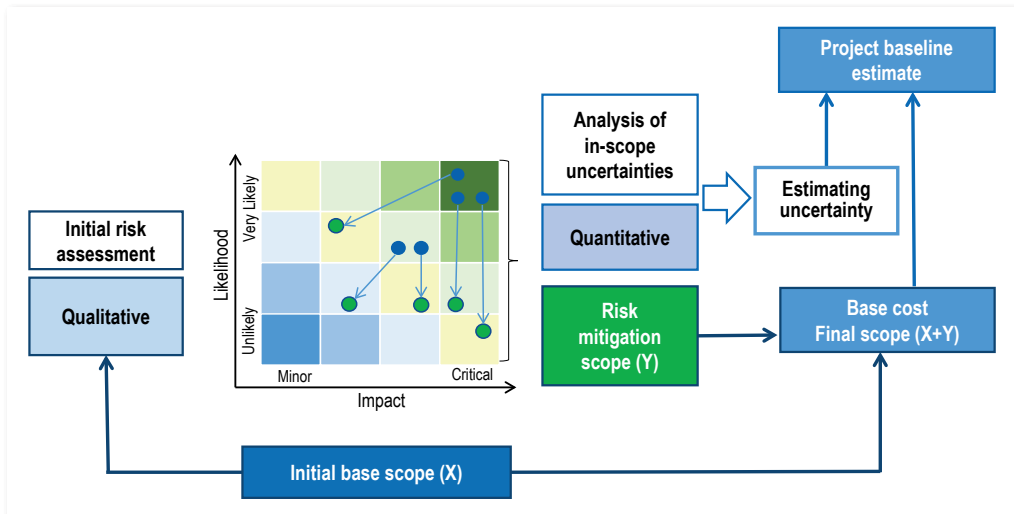 Project baseline
estimate
Analysis of
in-scope
uncertainties
Estimating
uncertainty
Quantitative
Initial risk
assessment
Qualitative
Likelihood
Very Likely
Unlikely
Minor
Critical
Impact
Risk
mitigation
scope (Y)
Base cost
Final scope (X+Y)
Initial base scope (X)